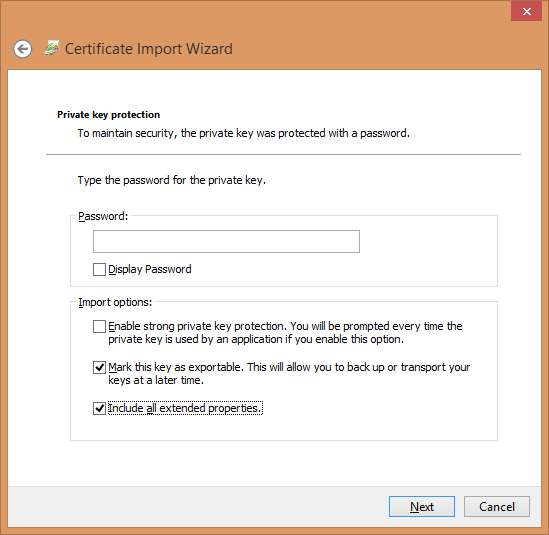 Certificate Import Wizard
Private key protection
To maintain security, the private key was protected with a password.
Type the password for the private key.
Password:
Display Password
Import options:
Enable strong private key protection. You will be prompted every time the
private key is used by an application if you enable this option.
Mark this key as exportable. This will allow you to back up or transport your
keys at a later time.
Include all extended properties.
Next
Cancel